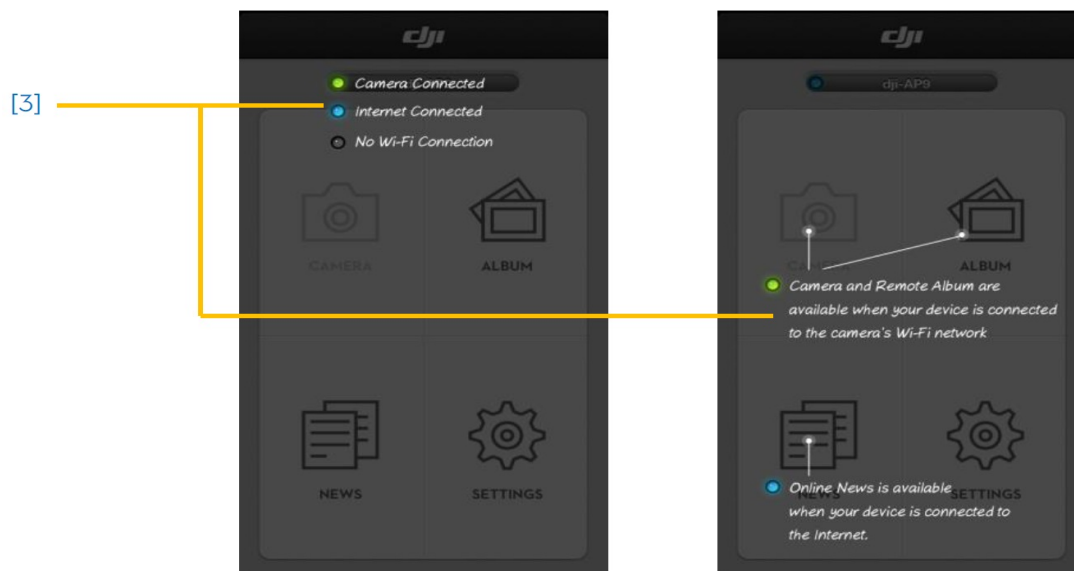 dji
Camera Connected
[3]
Internet Connected
No Wi-Fi Connection
CAMERA
ALBUM
NEWS
SETTINGS
dji
dji-AP9
CAMERA
ALBUM
Camera and Remote Album are
available when your device is connected
to the camera's Wi-Fi network
NEWS
SETTINGS
Online News is available
when your device is connected to
the Internet.